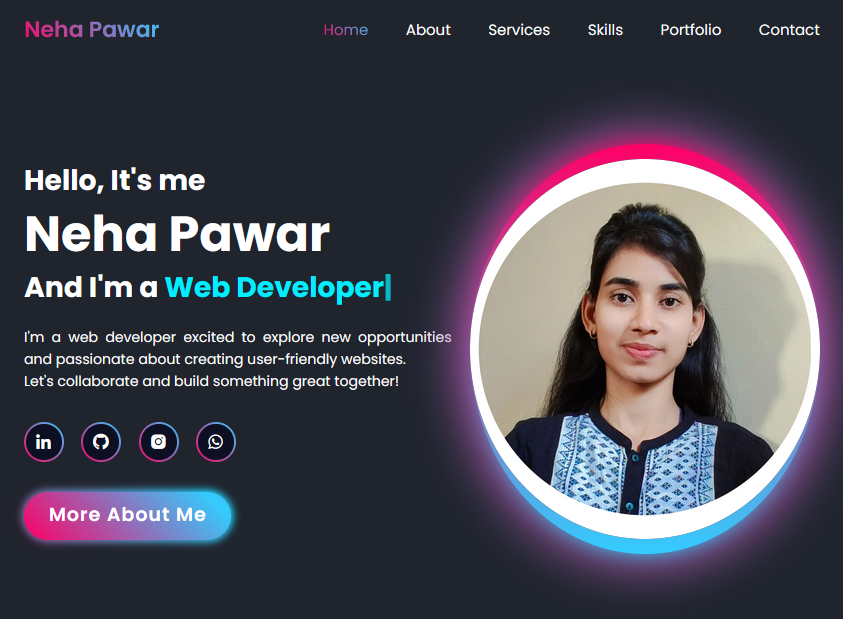 Neha Pawar
Home About Services Skills Portfolio Contact
Hello, It's me
Neha Pawar
And I'm a Web Developer|
I'm a web developer excited to explore new opportunities
and passionate about creating user-friendly websites.
Let's collaborate and build something great together!
in
More About Me